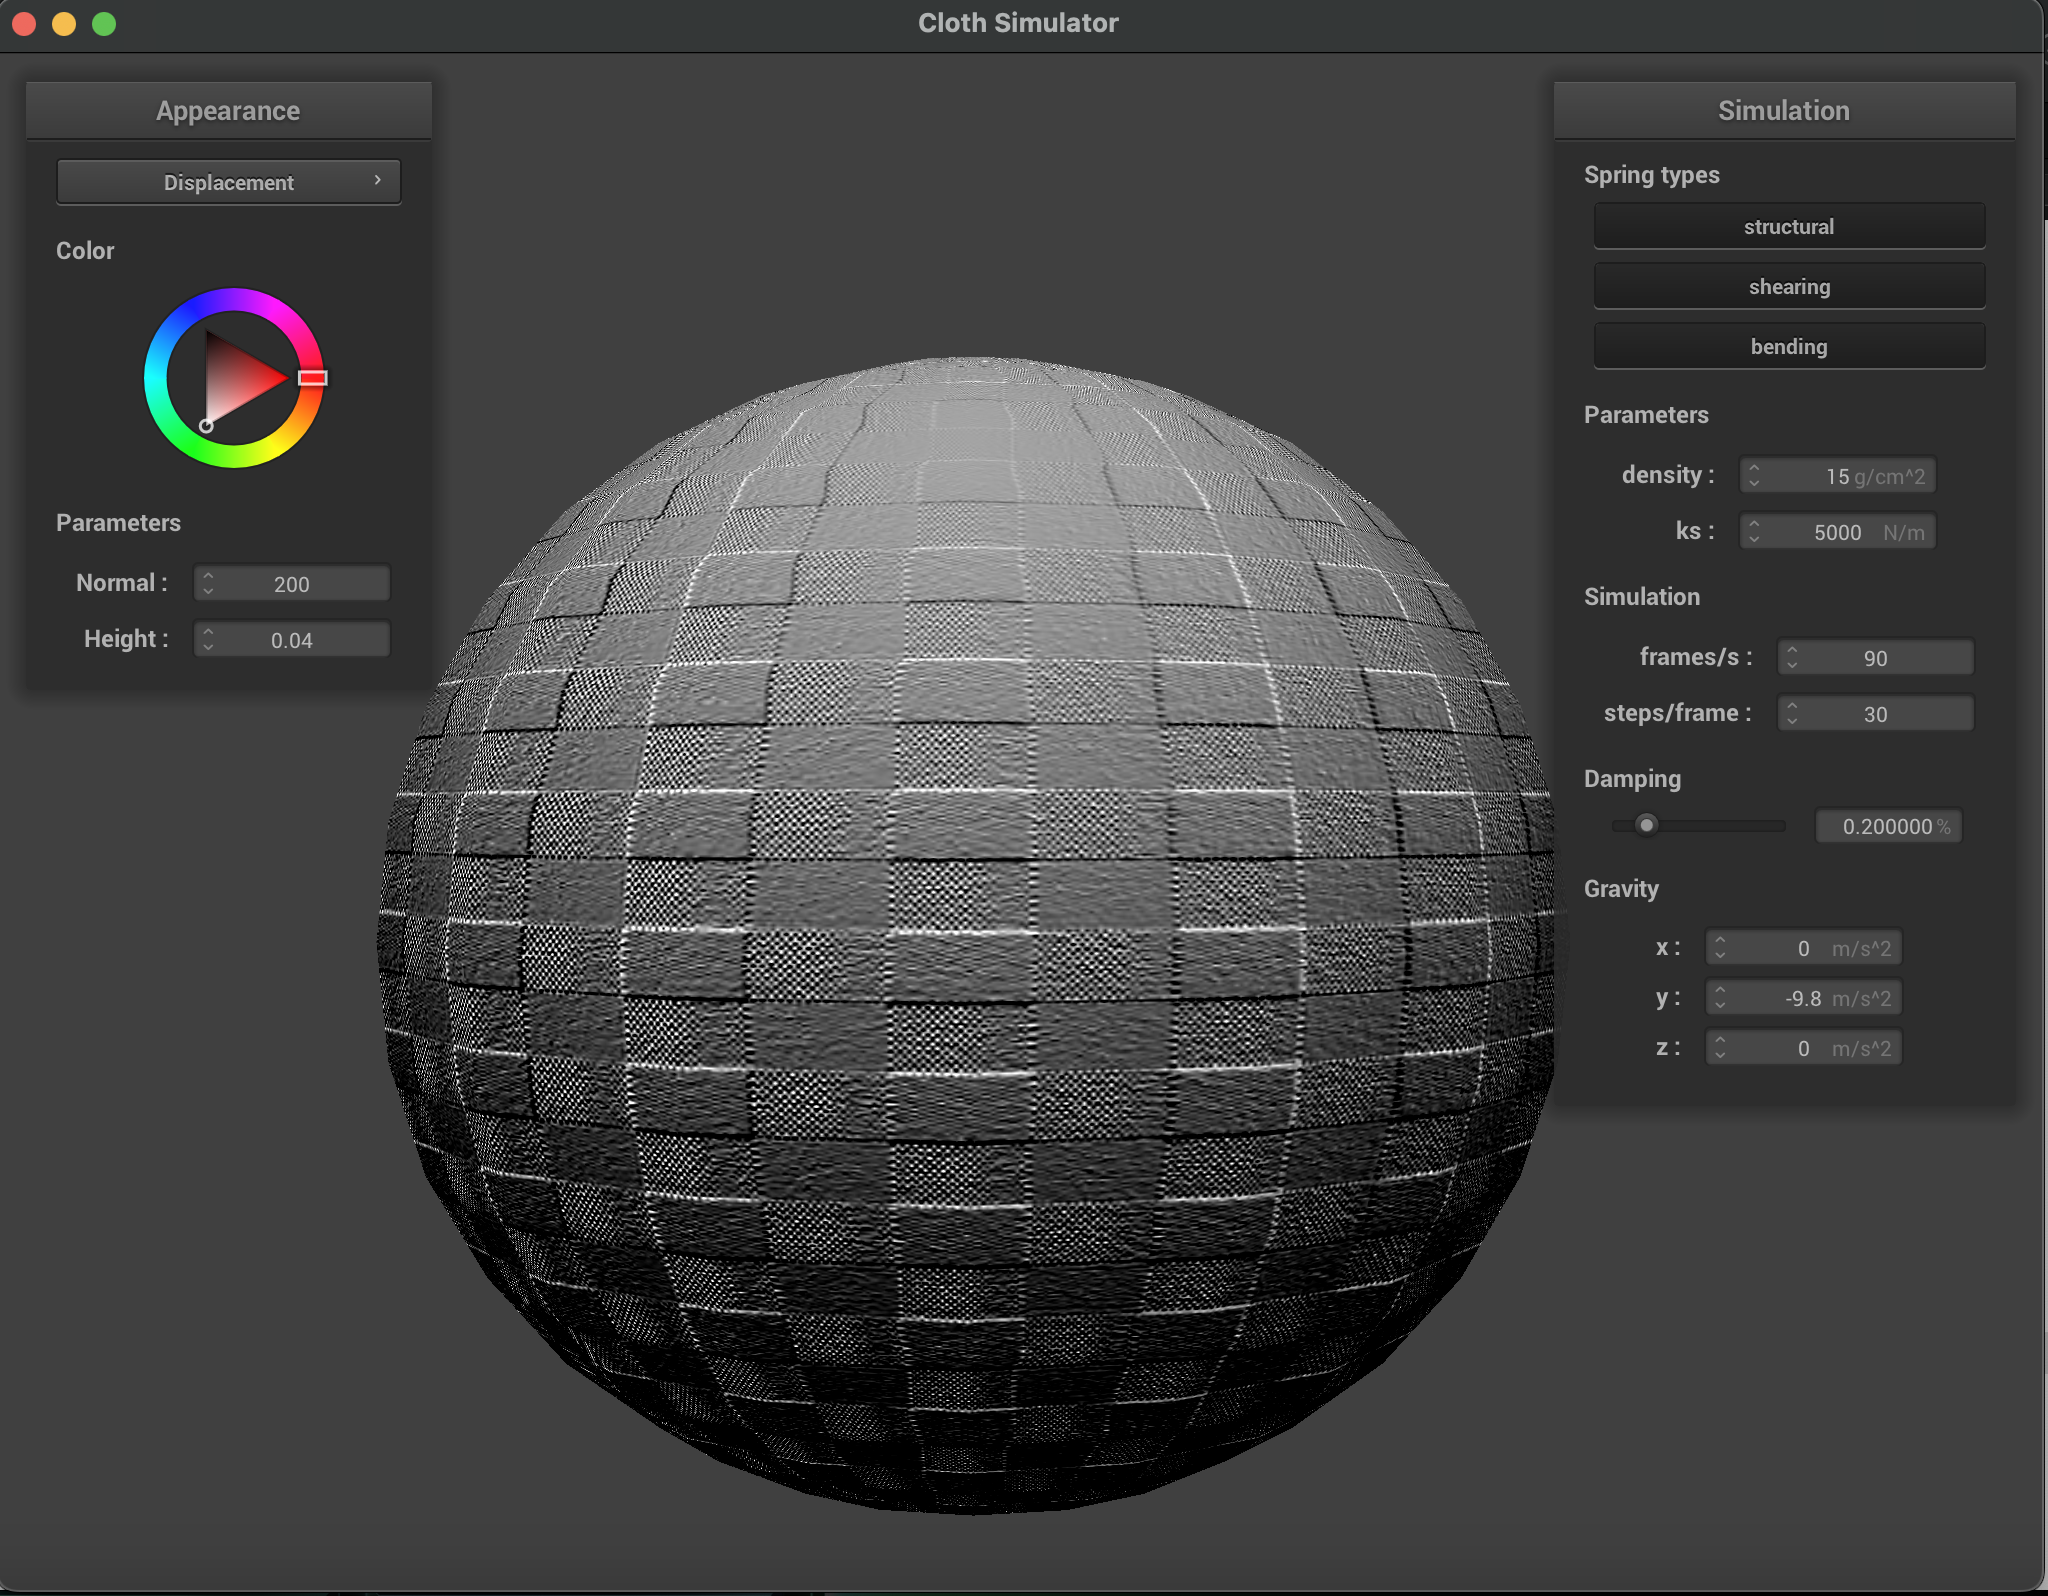 Cloth Simulator
Appearance
Displacement
Color
Parameters
Normal : 200
Height : 0.04
Simulation
Spring types
structural
shearing
bending
Parameters
density : 15 g/cm^2
ks : 5000 N/m
Simulation
frames/s : 90
steps/frame : 30
Damping
0.200000 %
Gravity
x : 0 m/s^2
y : -9.8 m/s^2
z : 0 m/s^2